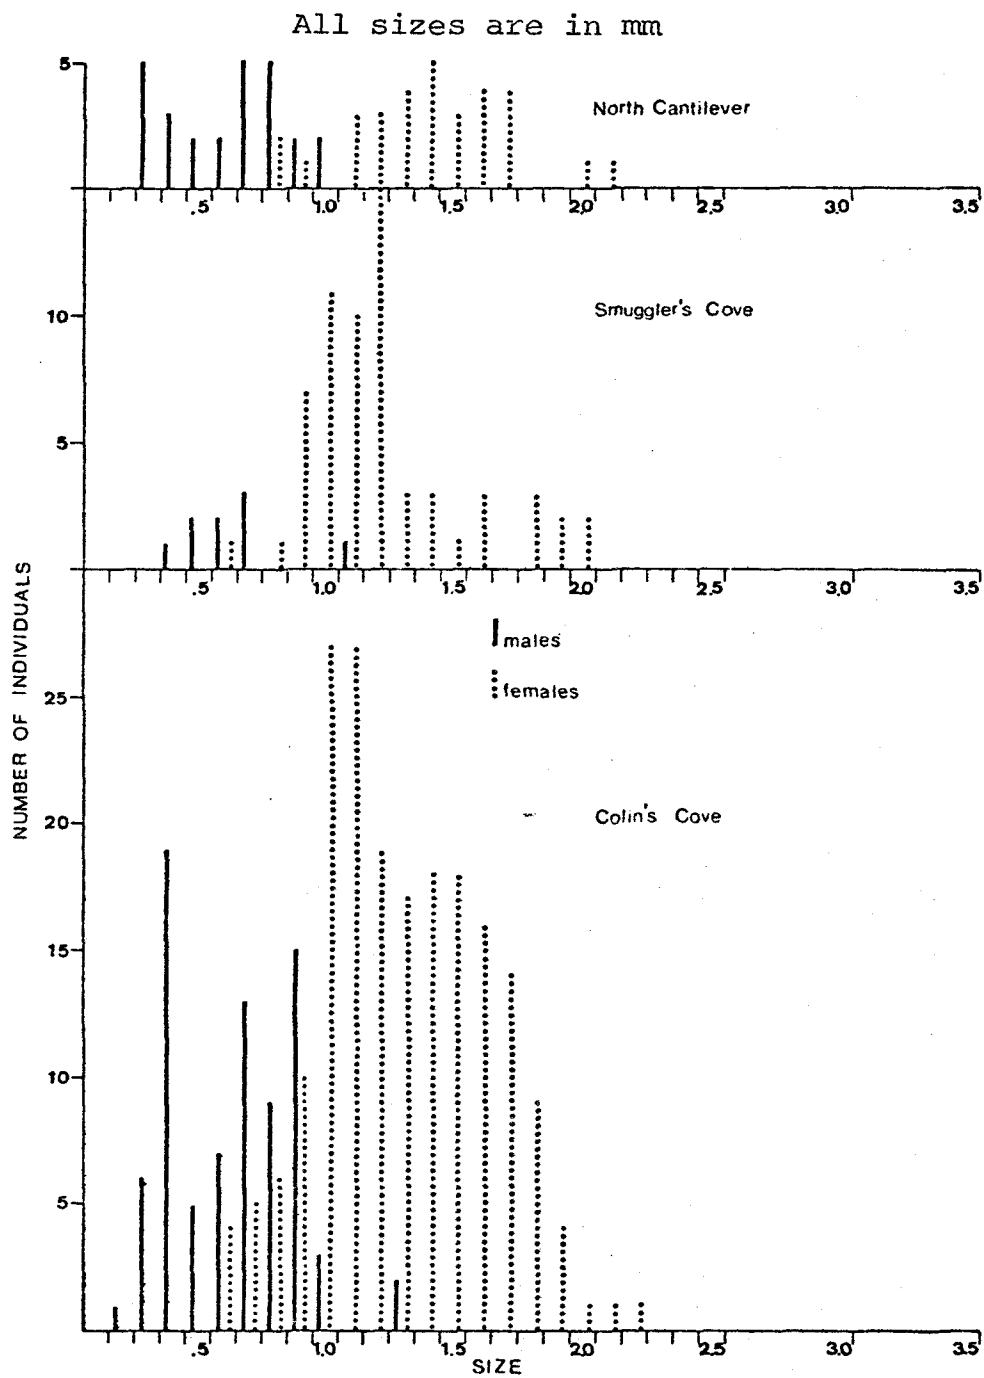 All sizes are in mm
5
North Cantilever
.5 1.0 1.5 2.0 2.5 3.0 3.5
10
Smuggler's Cove
5
.5 1.0 1.5 2.0 2.5 3.0 3.5
males
females
25
Colin's Cove
20
15
10
5
.5 1.0 1.5 2.0 2.5 3.0 3.5
SIZE
NUMBER OF INDIVIDUALS